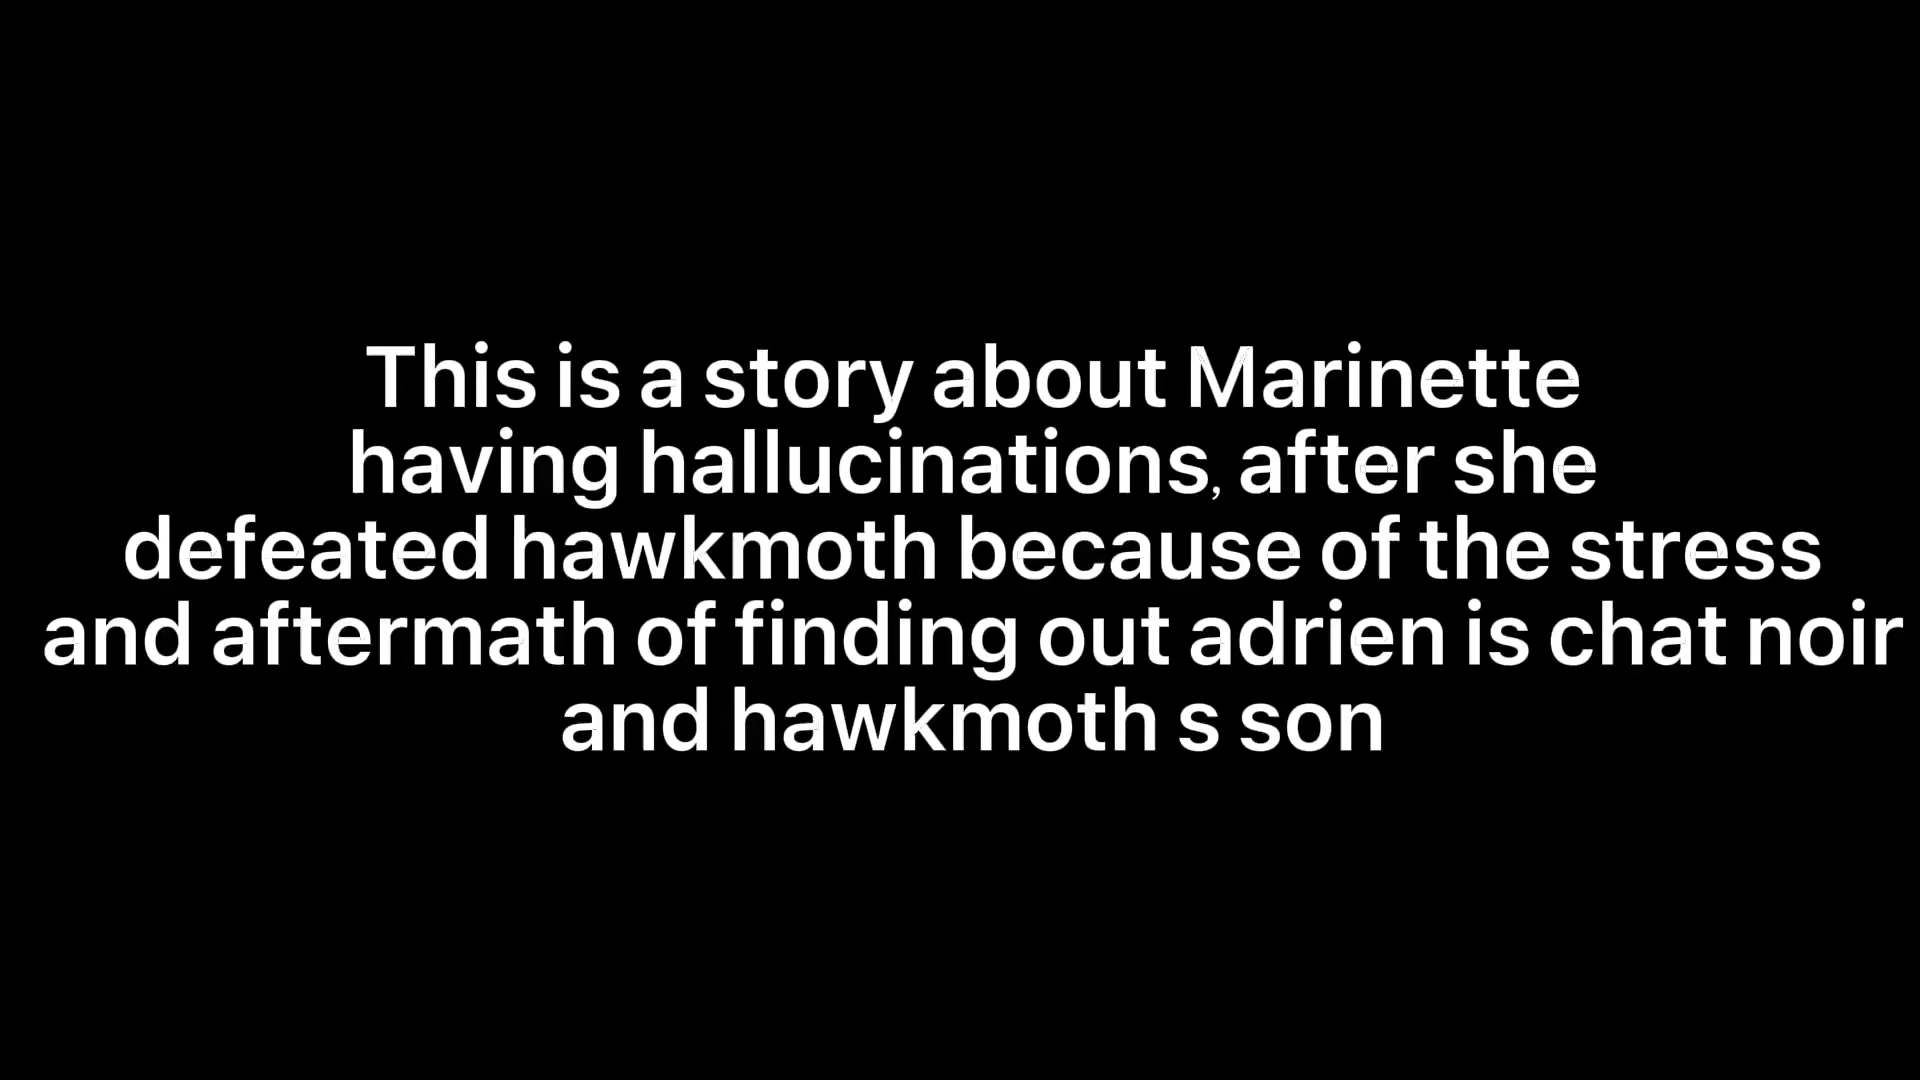 This is a story about Marinette
having hallucinations, after she
defeated hawkmoth because of the stress
and aftermath of finding out adrien is chat noir
and hawkmoth s son